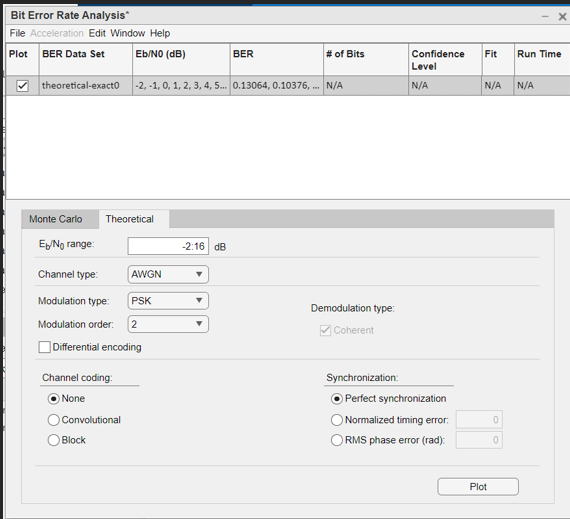 Bit Error Rate Analysis*
File Acceleration Edit Window Help
Plot BER Data Set Eb/N0 (dB) BER # of Bits Confidence Level Fit Run Time
theoretical-exact0 -2, -1, 0, 1, 2, 3, 4, 5... 0.13064, 0.10376, ... N/A N/A N/A N/A
Monte Carlo Theoretical
Eb/N0 range: -2:16 dB
Channel type: AWGN
Modulation type: PSK
Demodulation type:
Modulation order: 2
Coherent
Differential encoding
Channel coding: Synchronization:
None Perfect synchronization
Convolutional Normalized timing error: 0
Block RMS phase error (rad): 0
Plot